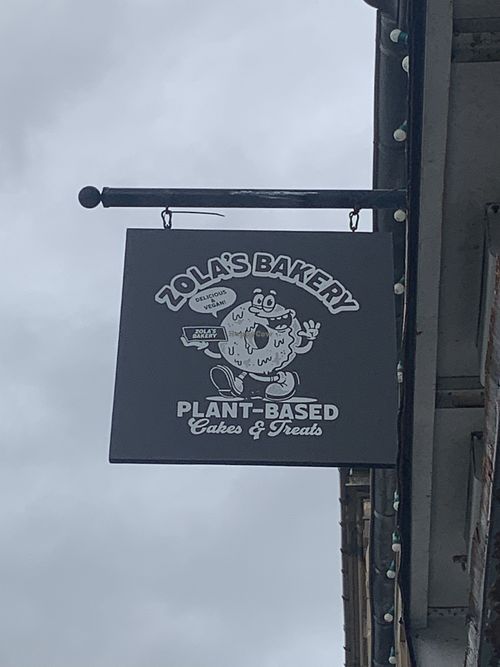 ZOLA'S BAKERY
DELICIOUS
&
VEGAN!
ZOLA'S
BAKERY
PLANT-BASED
Cakes & Treats